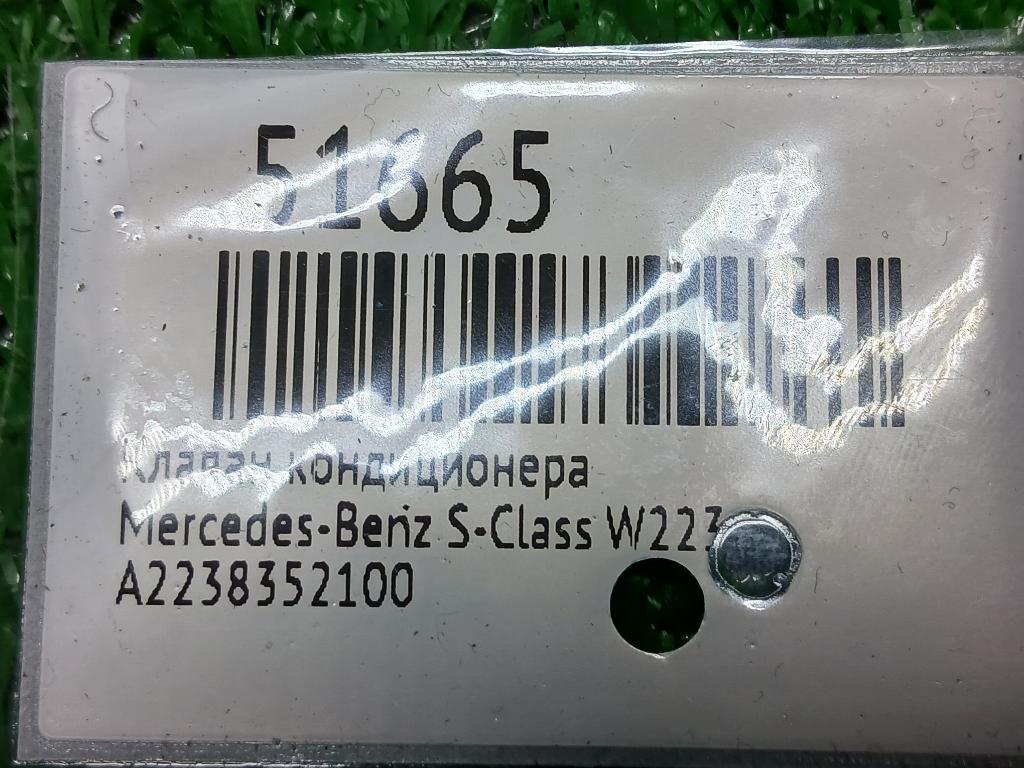 51665
Клапан кондиционера
Mercedes-Benz S-Class W223
A2238352100